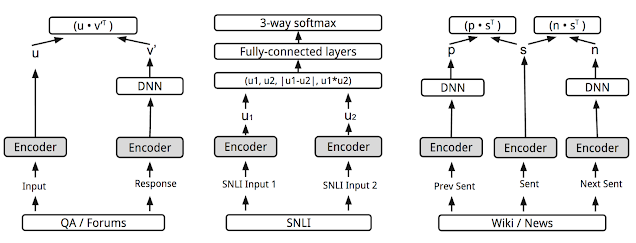 (u • v'ᵀ)
u
v'
DNN
Encoder
Encoder
Input
Response
QA / Forums
3-way softmax
Fully-connected layers
(u1, u2, |u1-u2|, u1*u2)
u₁
u₂
Encoder
Encoder
SNLI Input 1
SNLI Input 2
SNLI
(p • sᵀ)
(n • sᵀ)
p
s
n
DNN
DNN
Encoder
Encoder
Encoder
Prev Sent
Sent
Next Sent
Wiki / News